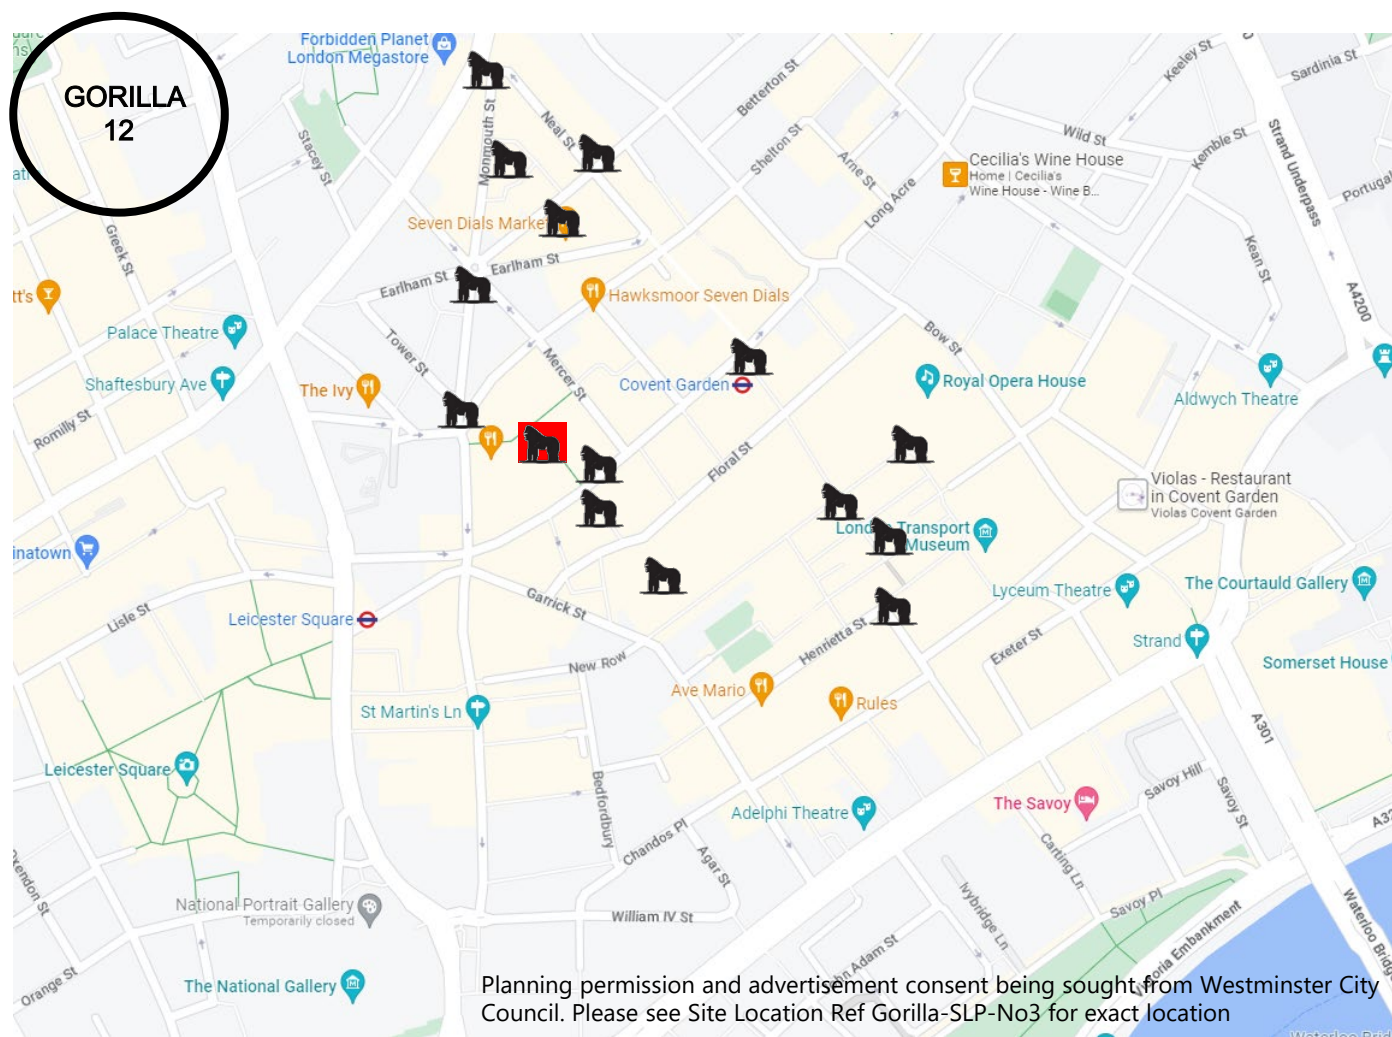 GORILLA
12
Forbidden Planet
London Megastore
Neal St
Monmouth St
Stacey St
Greek St
Betterton St
Shelton St
Arne St
Long Acre
Keeley St
Sardinia St
Wild St
Kemble St
Strand Underpass
Cecilia's Wine House
Home | Cecilia's
Wine House - Wine B...
Kean St
A4200
Seven Dials Marke
Earlham St
Earlham St
Hawksmoor Seven Dials
Palace Theatre
Tower St
Mercer St
Bow St
Shaftesbury Ave
The Ivy
Covent Garden
Royal Opera House
Aldwych Theatre
Romilly St
Floral St
Violas - Restaurant
in Covent Garden
Violas Covent Garden
Transport
Museum
inatown
Lisle St
Garrick St
Lyceum Theatre
The Courtauld Gallery
Leicester Square
Henrietta St
Exeter St
Strand
Somerset House
New Row
Ave Mario
Rules
St Martin's Ln
A301
Leicester Square
Bedfordbury
Savoy Hill
Savoy St
The Savoy
Adelphi Theatre
Chandos Pl
Agar St
Carting Ln
Ivybridge Ln
Savoy Pl
National Portrait Gallery
Temporarily closed
William IV St
Waterloo Bridg
Orange St
The National Gallery
Planning permission and advertisement consent being sought from Westminster City
Council. Please see Site Location Ref Gorilla-SLP-No3 for exact location